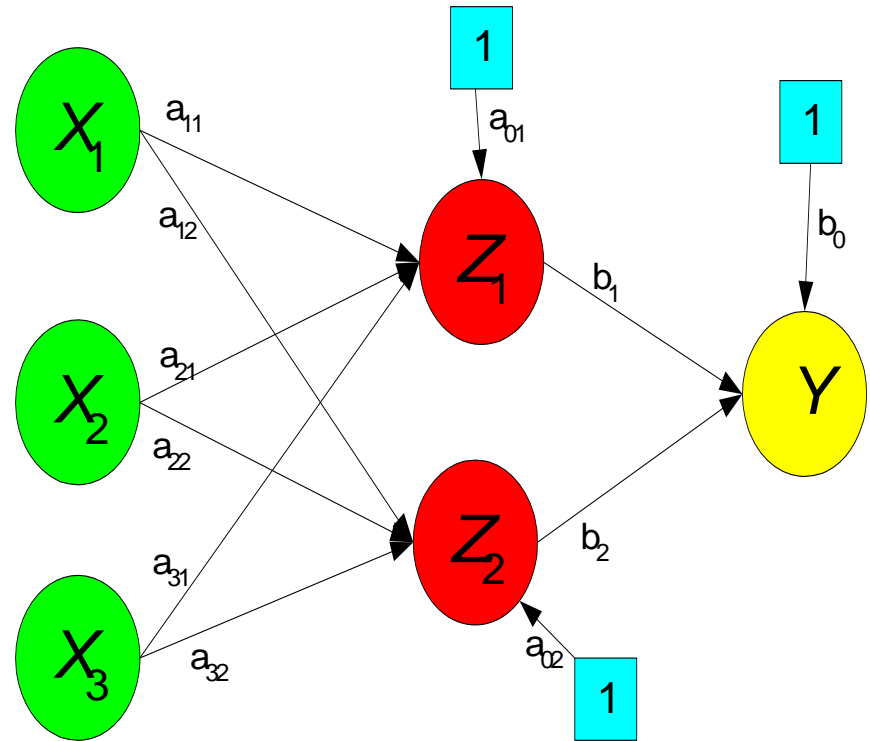 1
X₁
a₁₁
a₀₁
1
a₁₂
Z₁
b₁
b₀
a₂₁
X₂
Y
a₂₂
Z₂
b₂
a₃₁
X₃
a₃₂
a₀₂
1